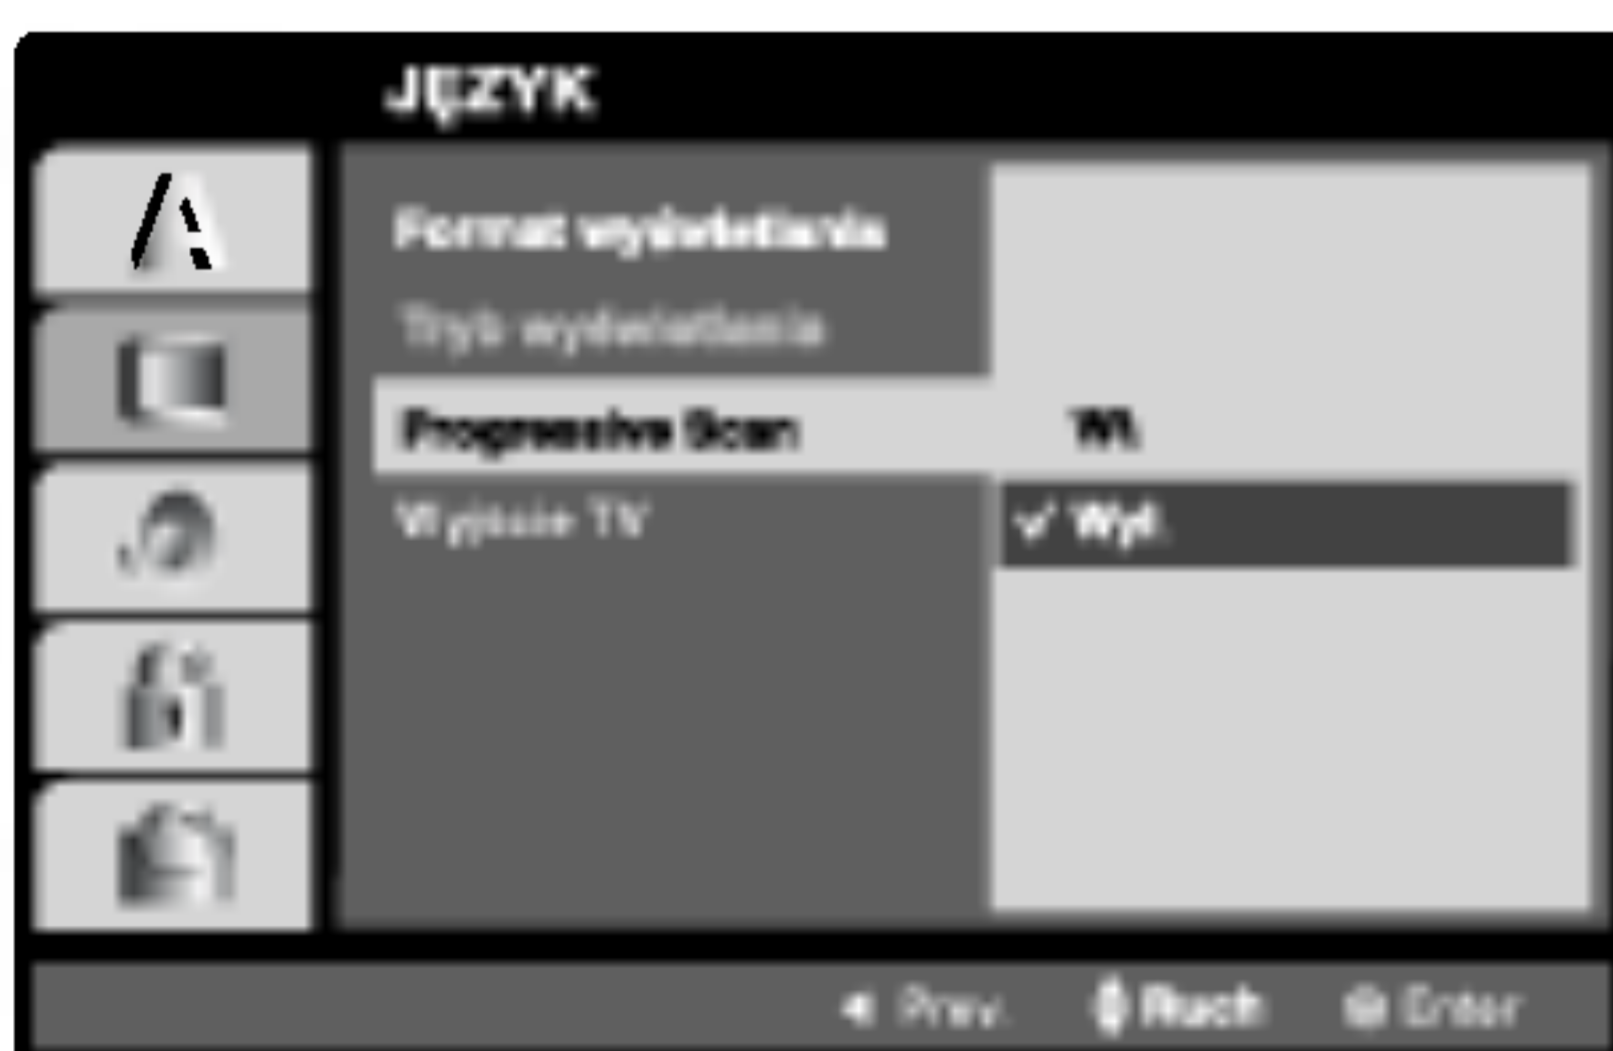 JĘZYK
Format wyświetlania
Tryb wyświetlania
Progressive Scan Wł.
Wyjście TV ✓ Wył.
◄ Prev. Ruch Enter